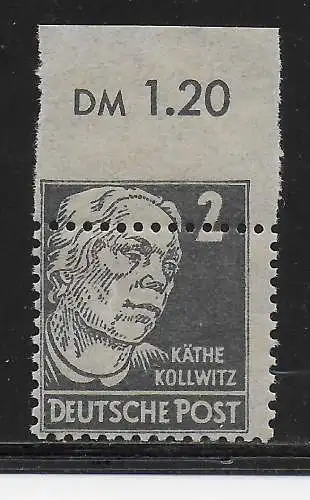 DM 1.20
2
KÄTHE
KOLLWITZ
DEUTSCHE POST